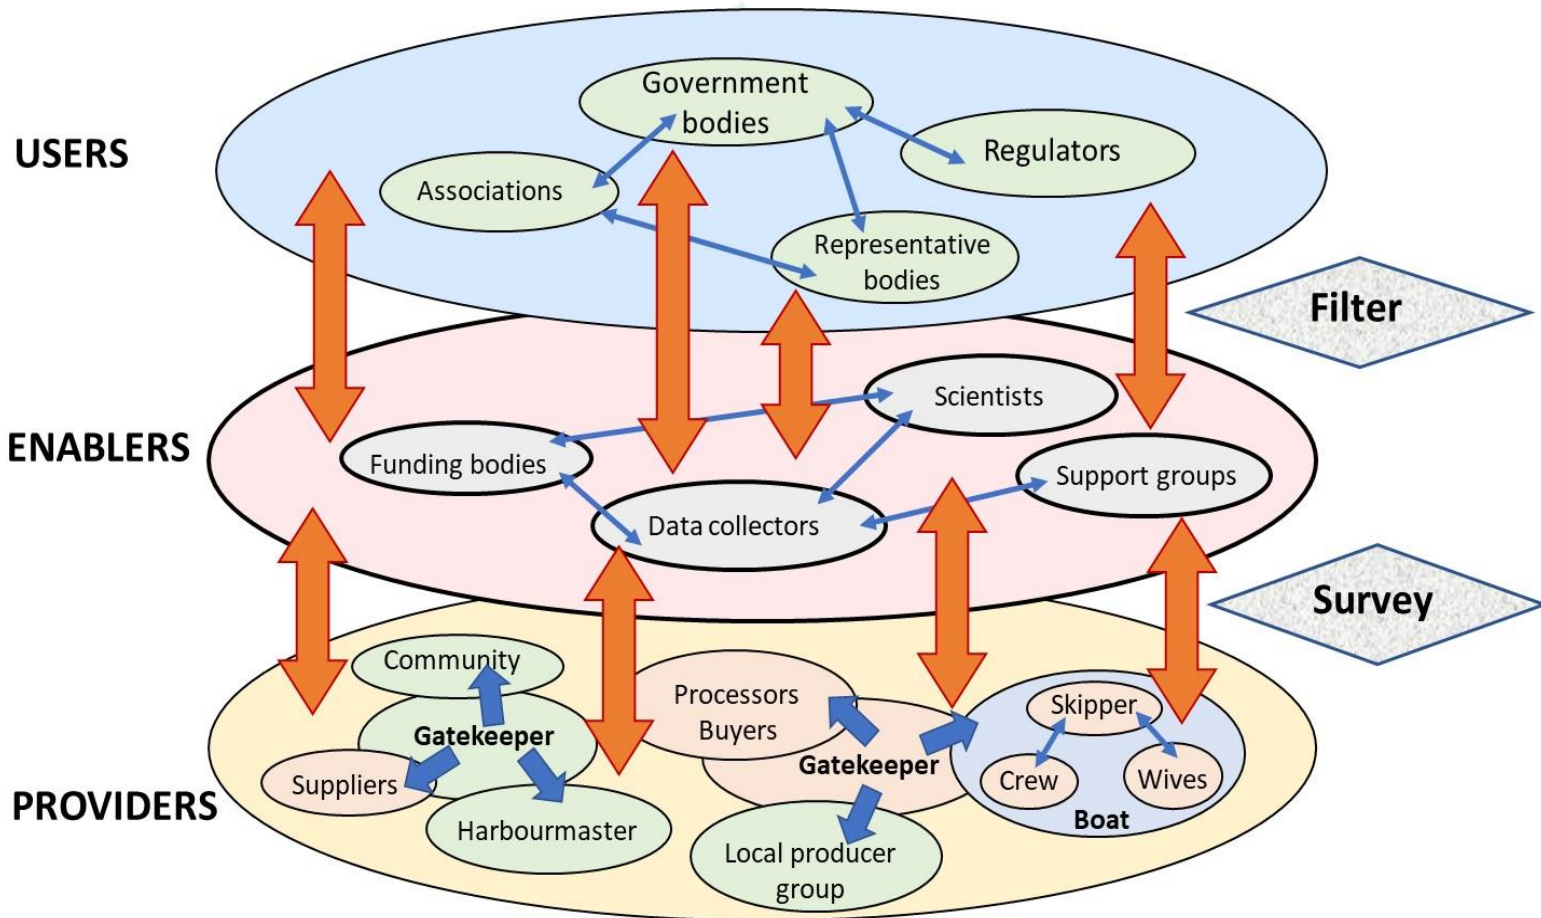 USERS
Government
bodies
Regulators
Associations
Representative
bodies
Filter
ENABLERS
Scientists
Funding bodies
Support groups
Data collectors
Survey
PROVIDERS
Community
Gatekeeper
Suppliers
Harbourmaster
Processors
Buyers
Gatekeeper
Local producer
group
Skipper
Crew
Wives
Boat